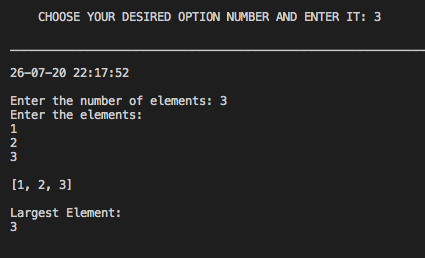 CHOOSE YOUR DESIRED OPTION NUMBER AND ENTER IT: 3
26-07-20 22:17:52
Enter the number of elements: 3
Enter the elements:
1
2
3
[1, 2, 3]
Largest Element:
3